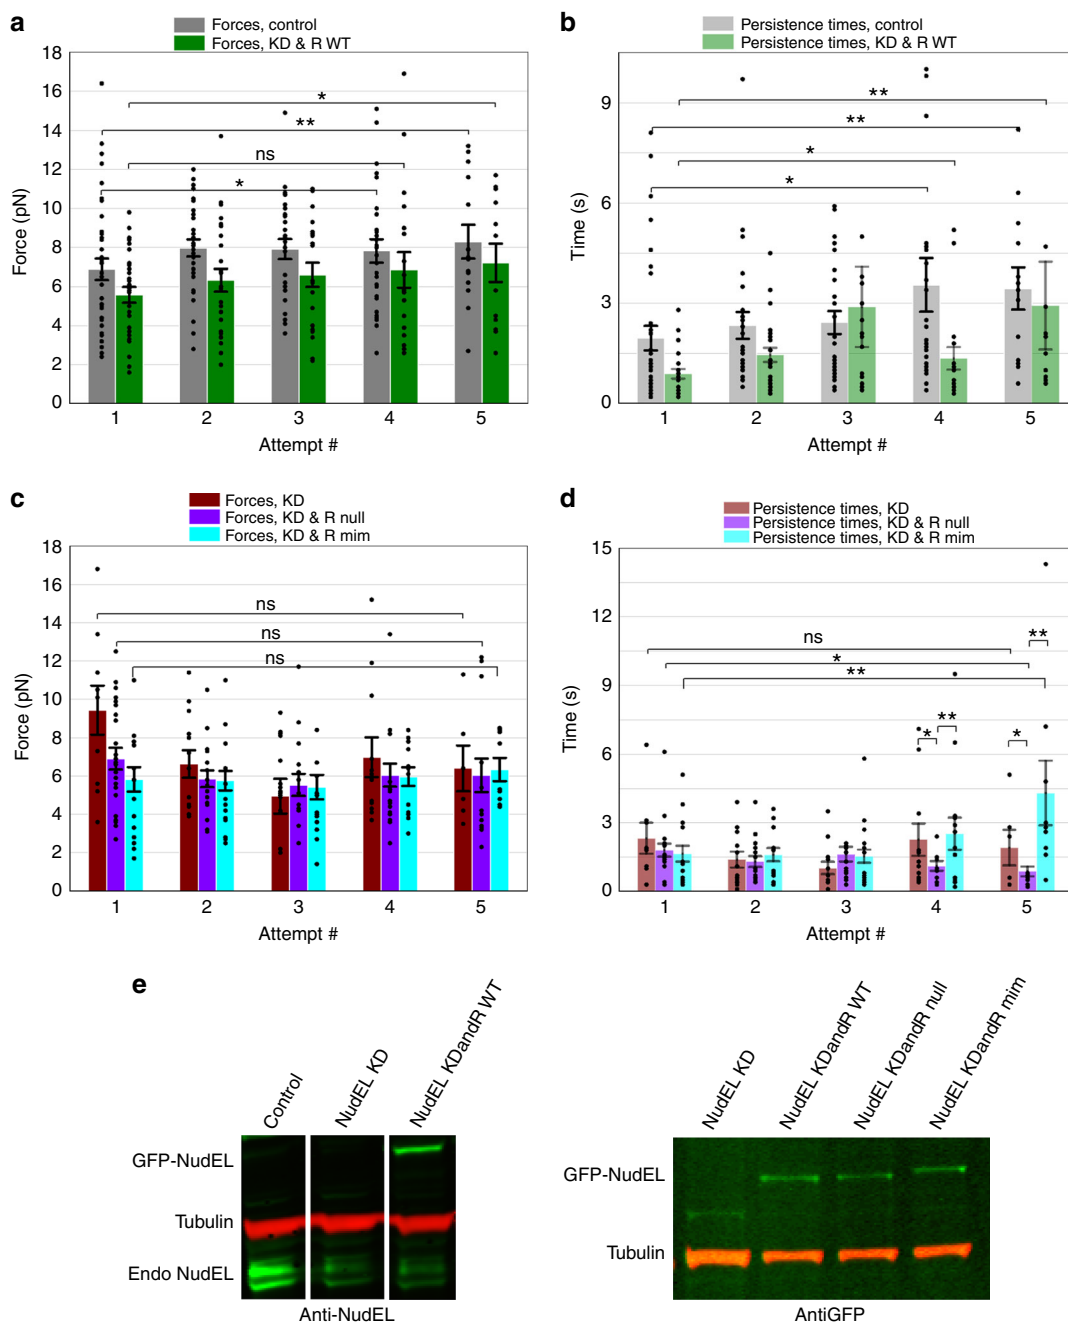 a
Forces, control
Forces, KD & R WT
18
16
14
12
10
8
6
4
2
0
Force (pN)
*
**
ns
*
1 2 3 4 5
Attempt #
b
Persistence times, control
Persistence times, KD & R WT
9
6
3
0
Time (s)
**
**
*
*
1 2 3 4 5
Attempt #
c
Forces, KD
Forces, KD & R null
Forces, KD & R mim
18
16
14
12
10
8
6
4
2
0
Force (pN)
ns
ns
ns
1 2 3 4 5
Attempt #
d
Persistence times, KD
Persistence times, KD & R null
Persistence times, KD & R mim
15
12
9
6
3
0
Time (s)
ns
**
*
**
* **
*
1 2 3 4 5
Attempt #
e
Control
NudEL KD
NudEL KDandR WT
GFP-NudEL
Tubulin
Endo NudEL
Anti-NudEL
NudEL KD
NudEL KDandR WT
NudEL KDandR null
NudEL KDandR mim
GFP-NudEL
Tubulin
AntiGFP